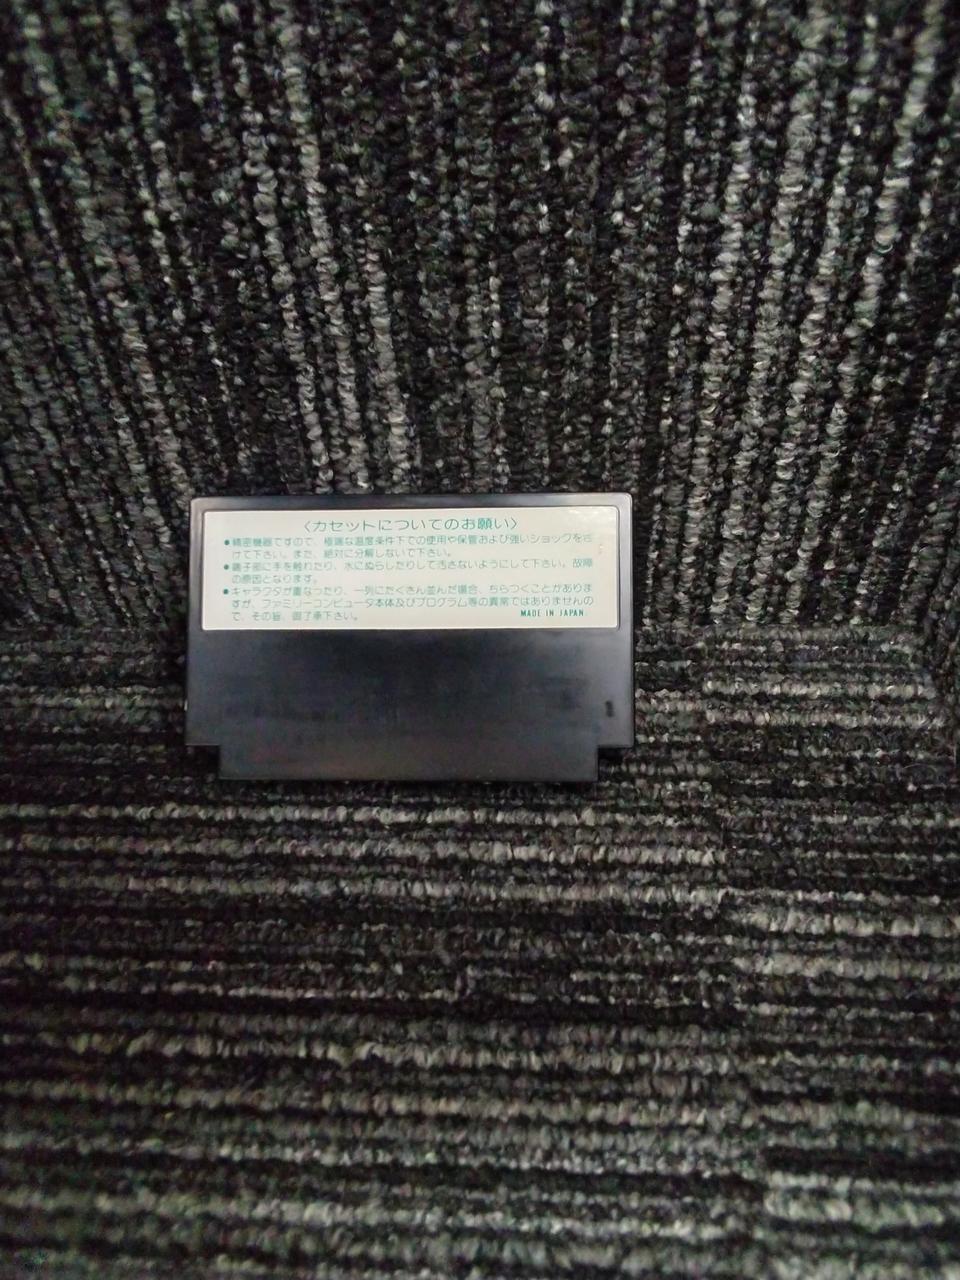 〈カセットについてのお願い〉
●精密機器ですので、極端な温度条件下での使用や保管および強いショックを避
けて下さい。また、絶対に分解しないで下さい。
●端子部に手を触れたり、水にぬらしたりして汚さないようにして下さい。故障
の原因となります。
●キャラクタが重なったり、一列にたくさん並んだ場合、ちらつくことがありま
すが、ファミリーコンピュータ本体及びプログラム等の異常ではありませんの
で、その旨、御了承下さい。
MADE IN JAPAN